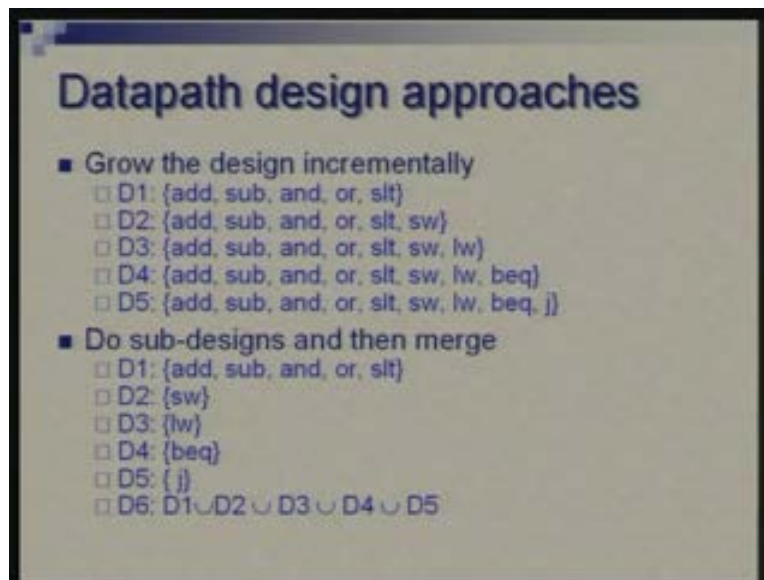 Datapath design approaches
Grow the design incrementally
D1: {add, sub, and, or, slt}
D2: {add, sub, and, or, slt, sw}
D3: {add, sub, and, or, slt, sw, lw}
D4: {add, sub, and, or, slt, sw, lw, beq}
D5: {add, sub, and, or, slt, sw, lw, beq, j}
Do sub-designs and then merge
D1: {add, sub, and, or, slt}
D2: {sw}
D3: {lw}
D4: {beq}
D5: { j}
D6: D1∪D2 ∪ D3 ∪ D4 ∪ D5